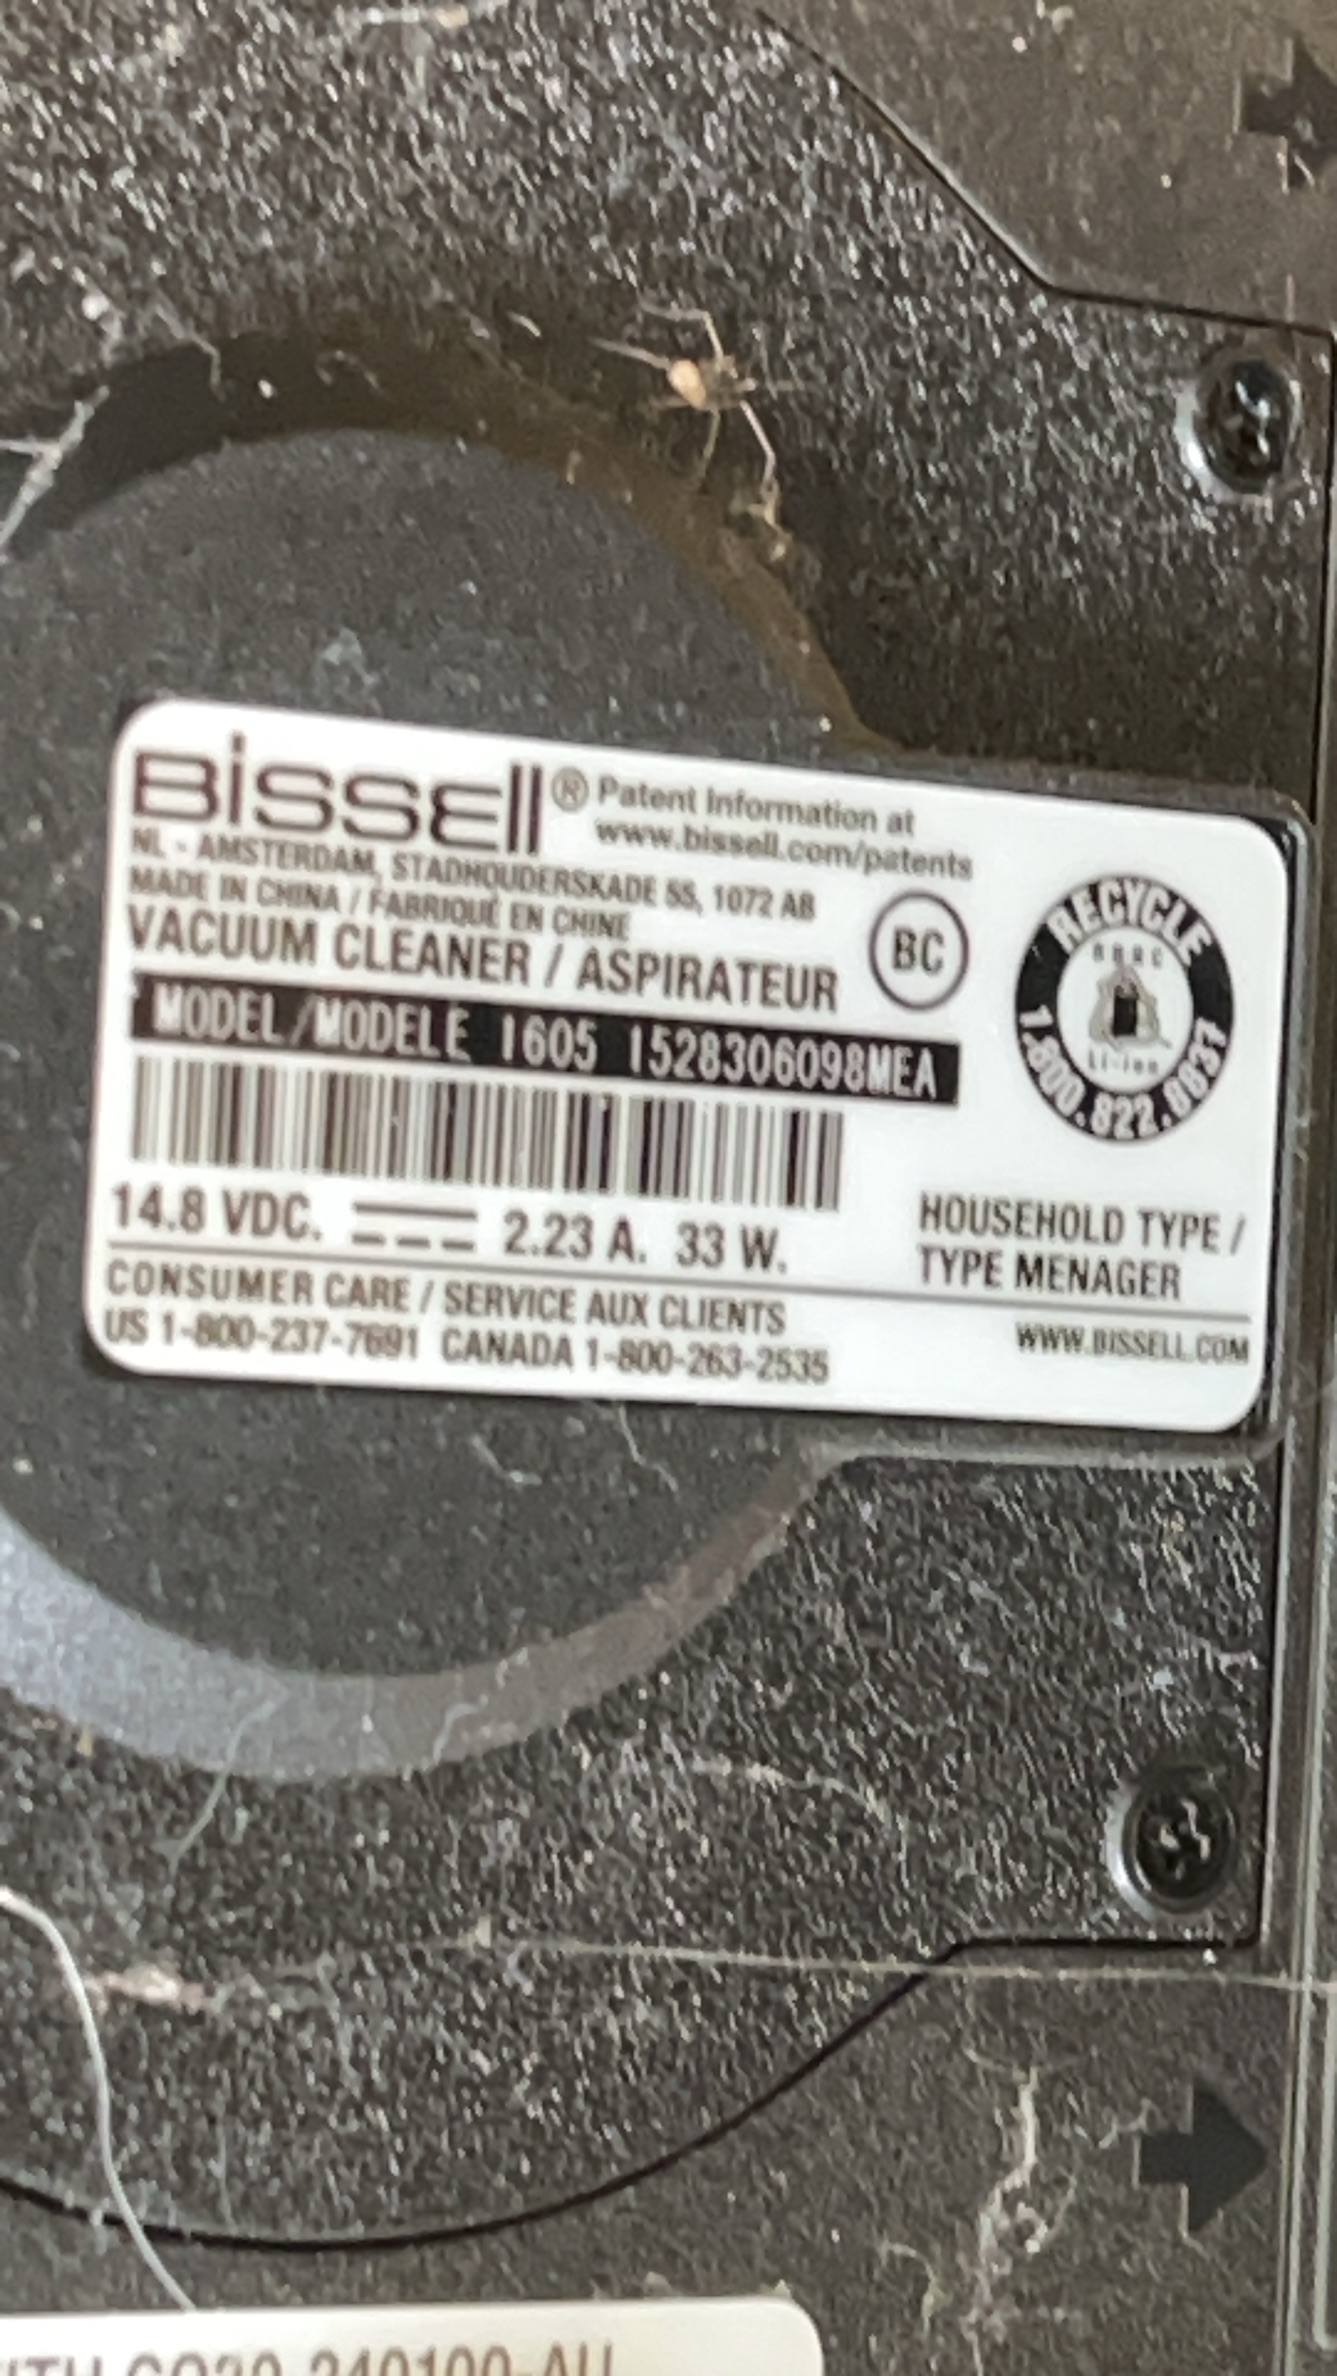 Bissell® Patent Information at
www.bissell.com/patents
NL - AMSTERDAM, STADHOUDERSKADE 55, 1072 AB
MADE IN CHINA / FABRIQUÉ EN CHINE
VACUUM CLEANER / ASPIRATEUR
BC
MODEL/MODELE 1605 1528306098MEA
RECYCLE
RBRC
Li-ion
1.800.822.8837
14.8 VDC. 2.23 A. 33 W.
HOUSEHOLD TYPE /
TYPE MENAGER
CONSUMER CARE / SERVICE AUX CLIENTS
US 1-800-237-7691 CANADA 1-800-263-2535
WWW.BISSELL.COM